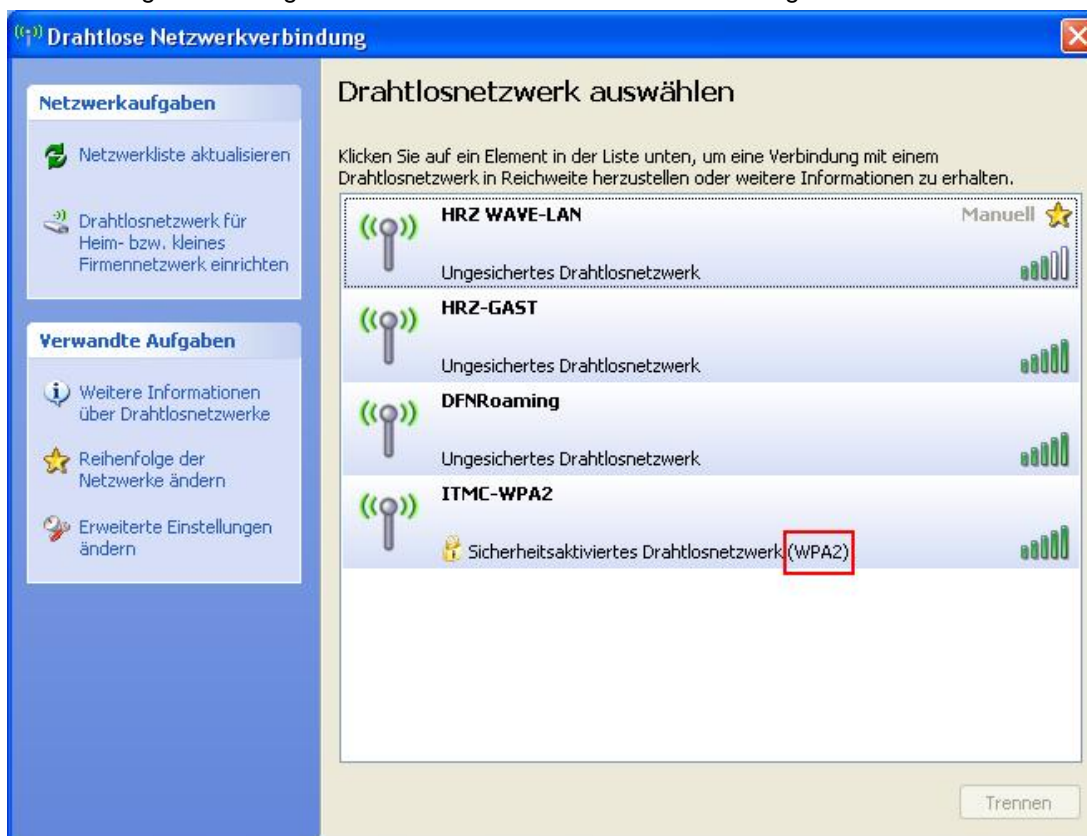 Drahtlose Netzwerkverbindung
Netzwerkaufgaben
Netzwerkliste aktualisieren
Drahtlosnetzwerk für
Heim- bzw. kleines
Firmennetzwerk einrichten
Verwandte Aufgaben
Weitere Informationen
über Drahtlosnetzwerke
Reihenfolge der
Netzwerke ändern
Erweiterte Einstellungen
ändern
Drahtlosnetzwerk auswählen
Klicken Sie auf ein Element in der Liste unten, um eine Verbindung mit einem
Drahtlosnetzwerk in Reichweite herzustellen oder weitere Informationen zu erhalten.
HRZ WAVE-LAN
Manuell
Ungesichertes Drahtlosnetzwerk
HRZ-GAST
Ungesichertes Drahtlosnetzwerk
DFNRoaming
Ungesichertes Drahtlosnetzwerk
ITMC-WPA2
Sicherheitsaktiviertes Drahtlosnetzwerk (WPA2)
Trennen